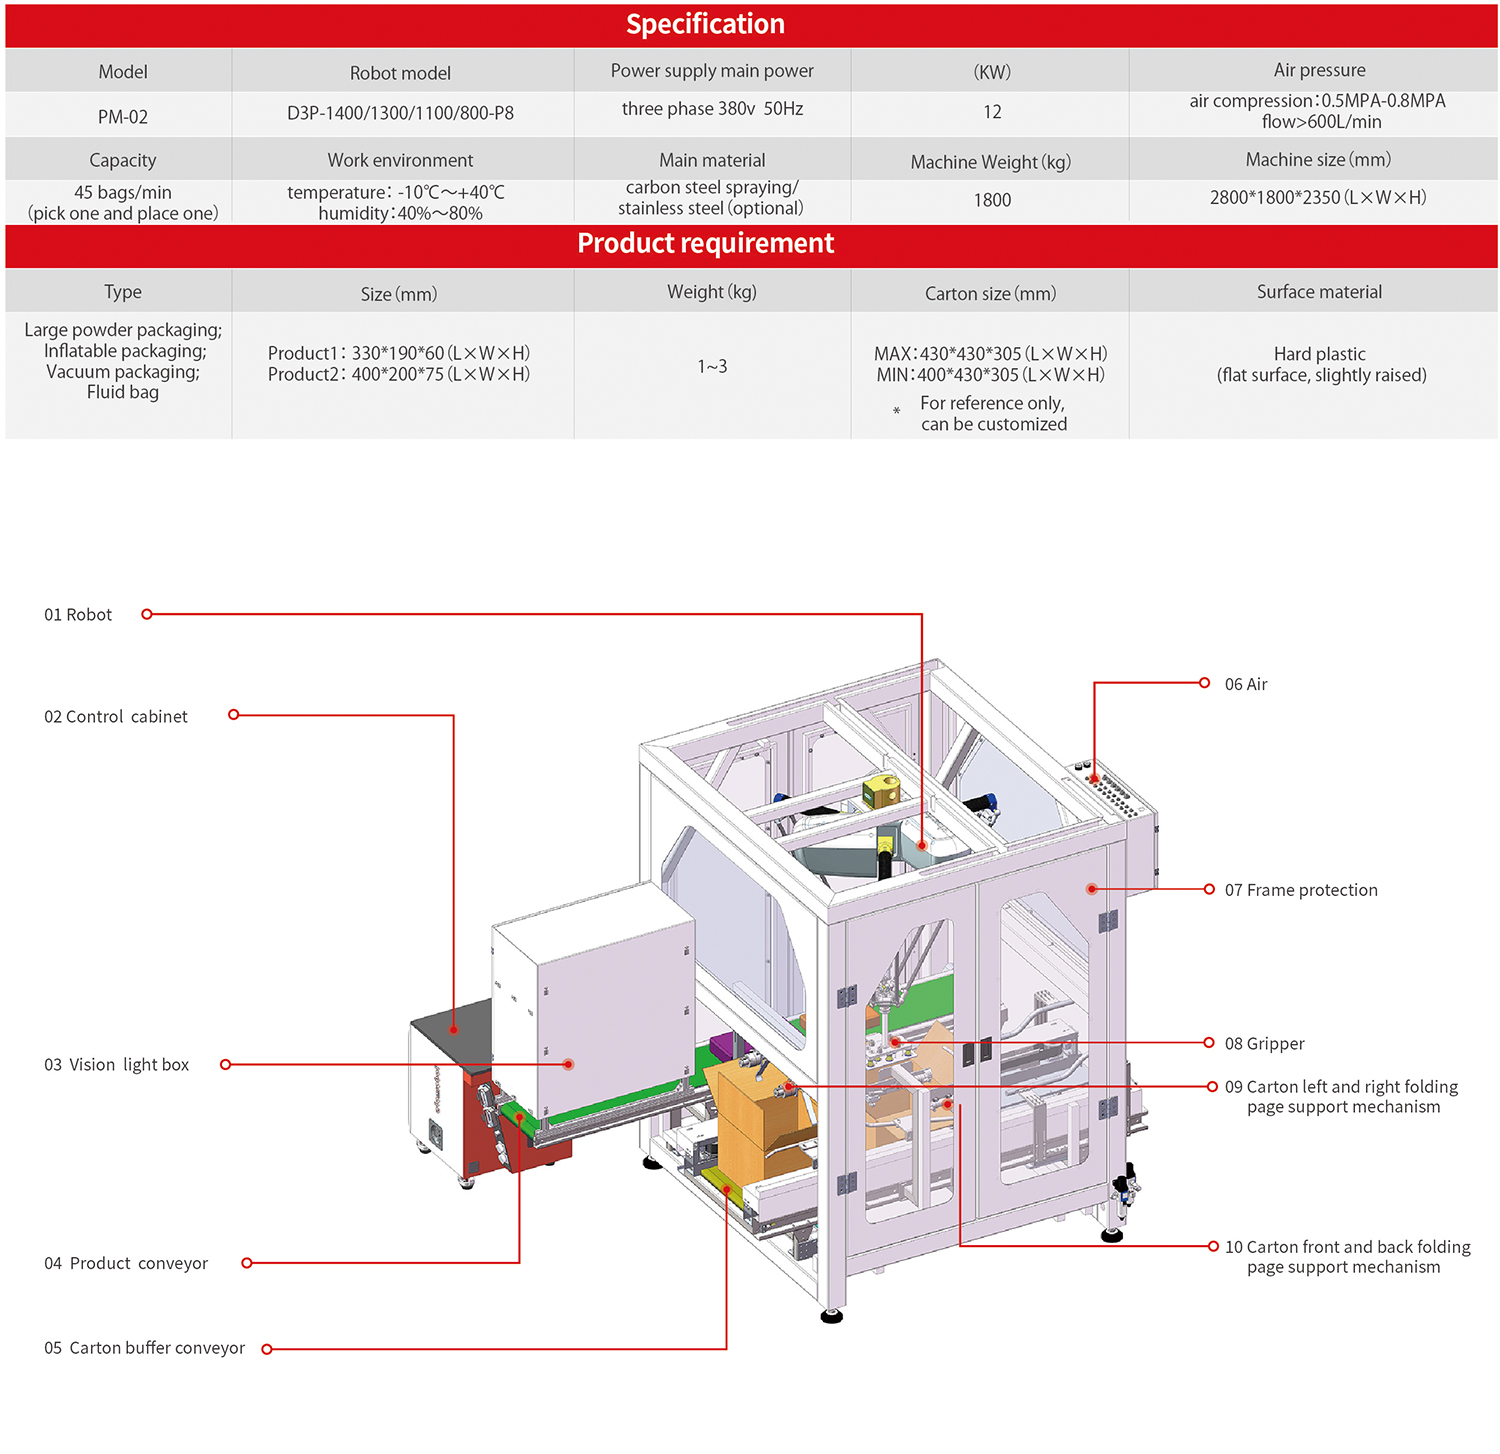 Specification
Model Robot model Power supply main power (KW) Air pressure
PM-02 D3P-1400/1300/1100/800-P8 three phase 380v 50Hz 12 air compression:0.5MPA-0.8MPA
flow>600L/min
Capacity Work environment Main material Machine Weight(kg) Machine size(mm)
45 bags/min temperature: -10℃～+40℃ carbon steel spraying/ 1800 2800*1800*2350(L×W×H)
(pick one and place one) humidity:40%～80% stainless steel(optional)
Product requirement
Type Size(mm) Weight(kg) Carton size(mm) Surface material
Large powder packaging;
Inflatable packaging; Product1: 330*190*60(L×W×H) 1~3 MAX:430*430*305(L×W×H) Hard plastic
Vacuum packaging; Product2: 400*200*75(L×W×H) MIN:400*430*305(L×W×H) (flat surface, slightly raised)
Fluid bag
* For reference only,
can be customized
01 Robot
06 Air
02 Control cabinet
07 Frame protection
08 Gripper
03 Vision light box
09 Carton left and right folding
page support mechanism
10 Carton front and back folding
page support mechanism
04 Product conveyor
05 Carton buffer conveyor